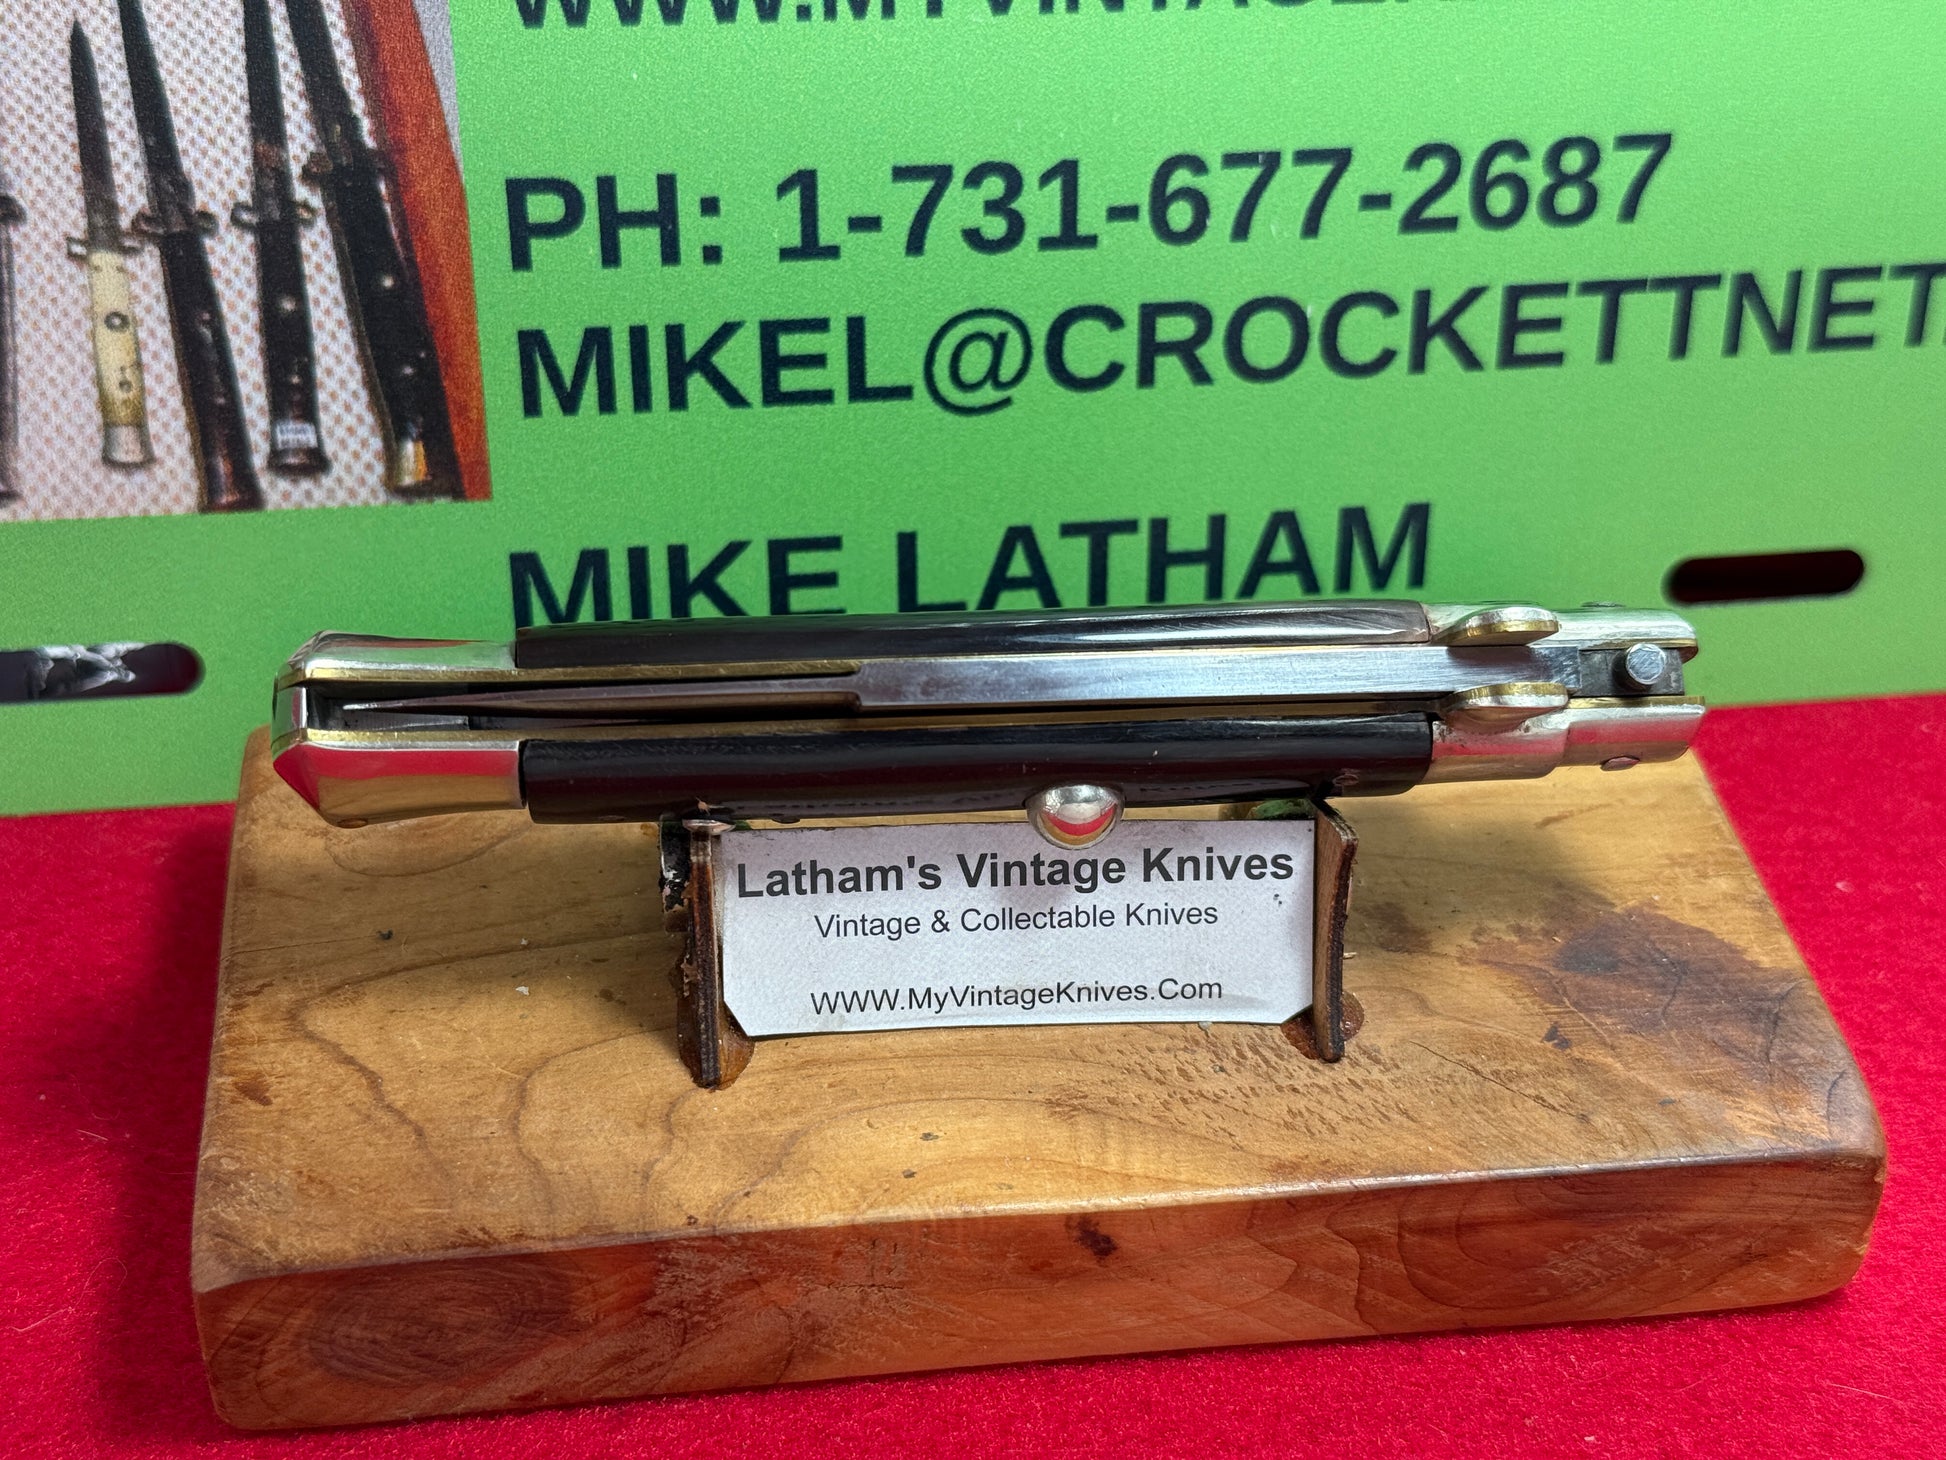 PH: 1-731-677-2687
MIKEL@CROCKETTNET
MIKE LATHAM
Latham's Vintage Knives
Vintage & Collectable Knives
WWW.MyVintageKnives.Com